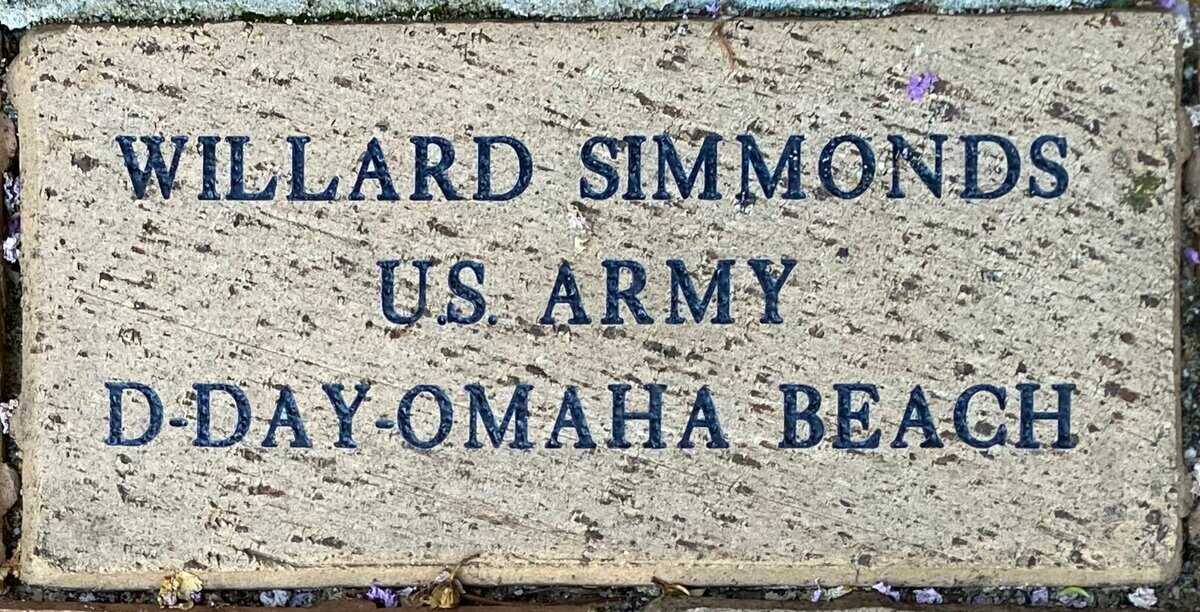 WILLARD SIMMONDS
U.S. ARMY
D-DAY-OMAHA BEACH